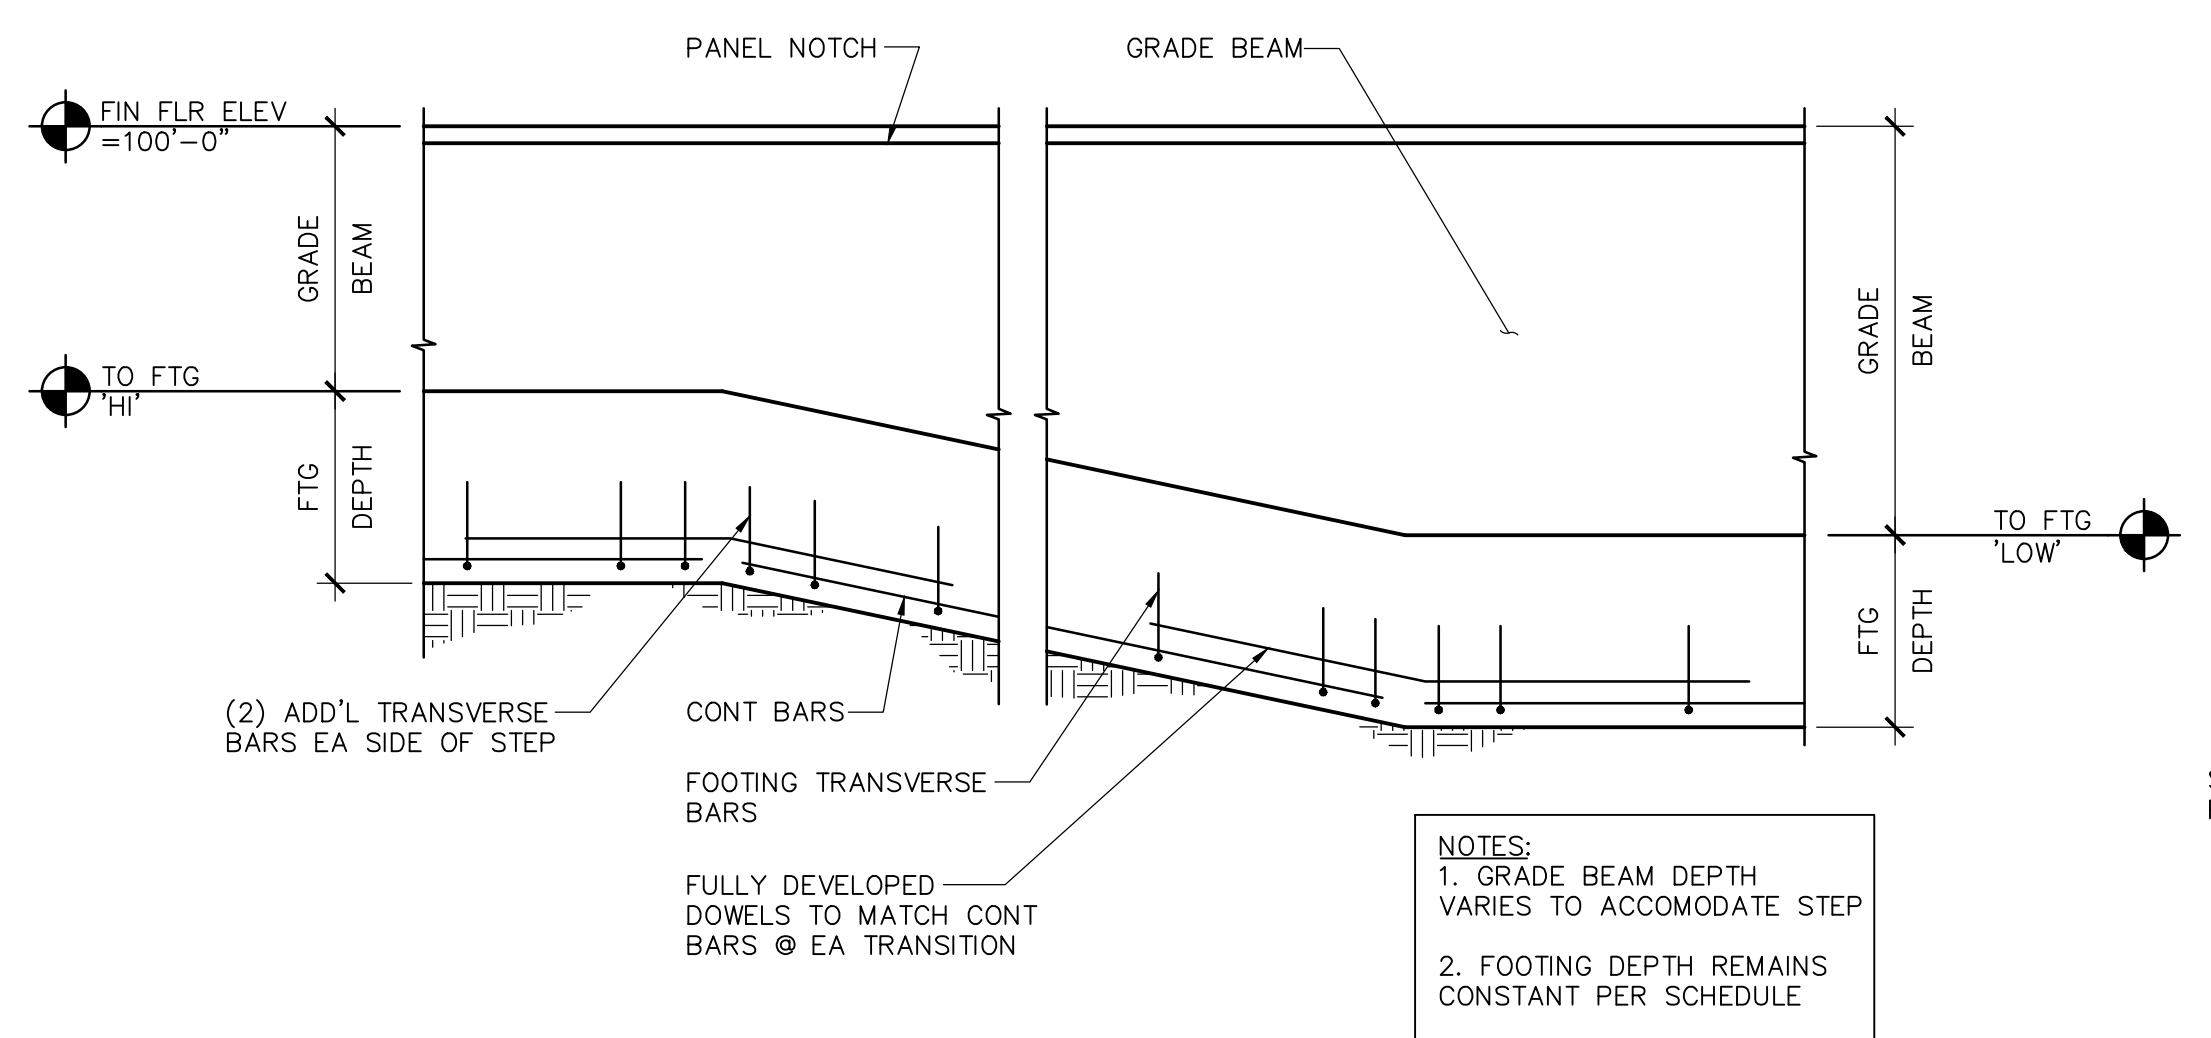 PANEL NOTCH
GRADE BEAM
FIN FLR ELEV
=100'-0"
GRADE
BEAM
GRADE
BEAM
TO FTG
'HI'
FTG
DEPTH
TO FTG
'LOW'
FTG
DEPTH
(2) ADD'L TRANSVERSE
BARS EA SIDE OF STEP
CONT BARS
FOOTING TRANSVERSE
BARS
FULLY DEVELOPED
DOWELS TO MATCH CONT
BARS @ EA TRANSITION
NOTES:
1. GRADE BEAM DEPTH
VARIES TO ACCOMODATE STEP
2. FOOTING DEPTH REMAINS
CONSTANT PER SCHEDULE